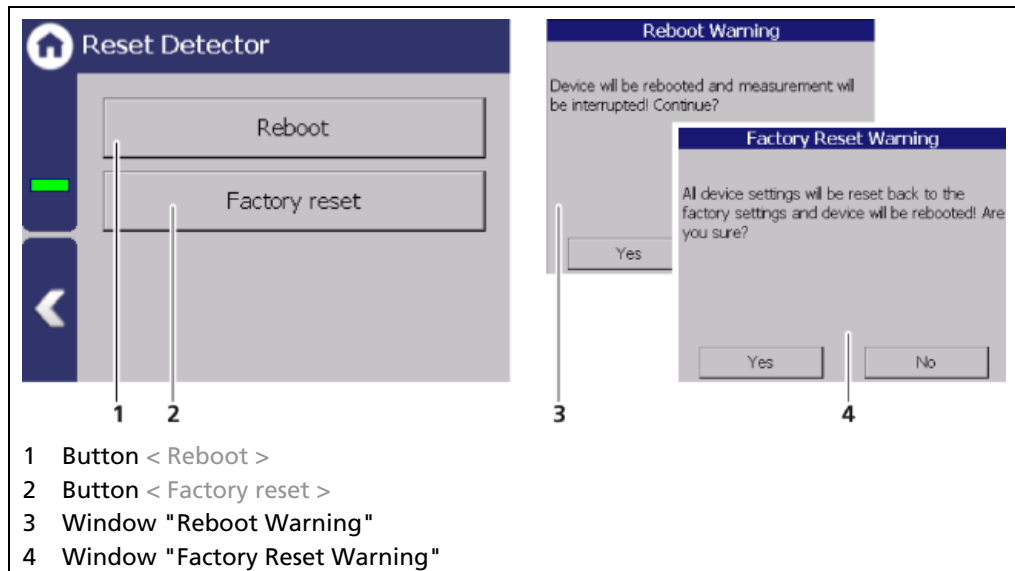 Reset Detector
Reboot
Factory reset
Reboot Warning
Device will be rebooted and measurement will
be interrupted! Continue?
Yes
Factory Reset Warning
All device settings will be reset back to the
factory settings and device will be rebooted! Are
you sure?
Yes
No
1
2
3
4
1 Button < Reboot >
2 Button < Factory reset >
3 Window "Reboot Warning"
4 Window "Factory Reset Warning"